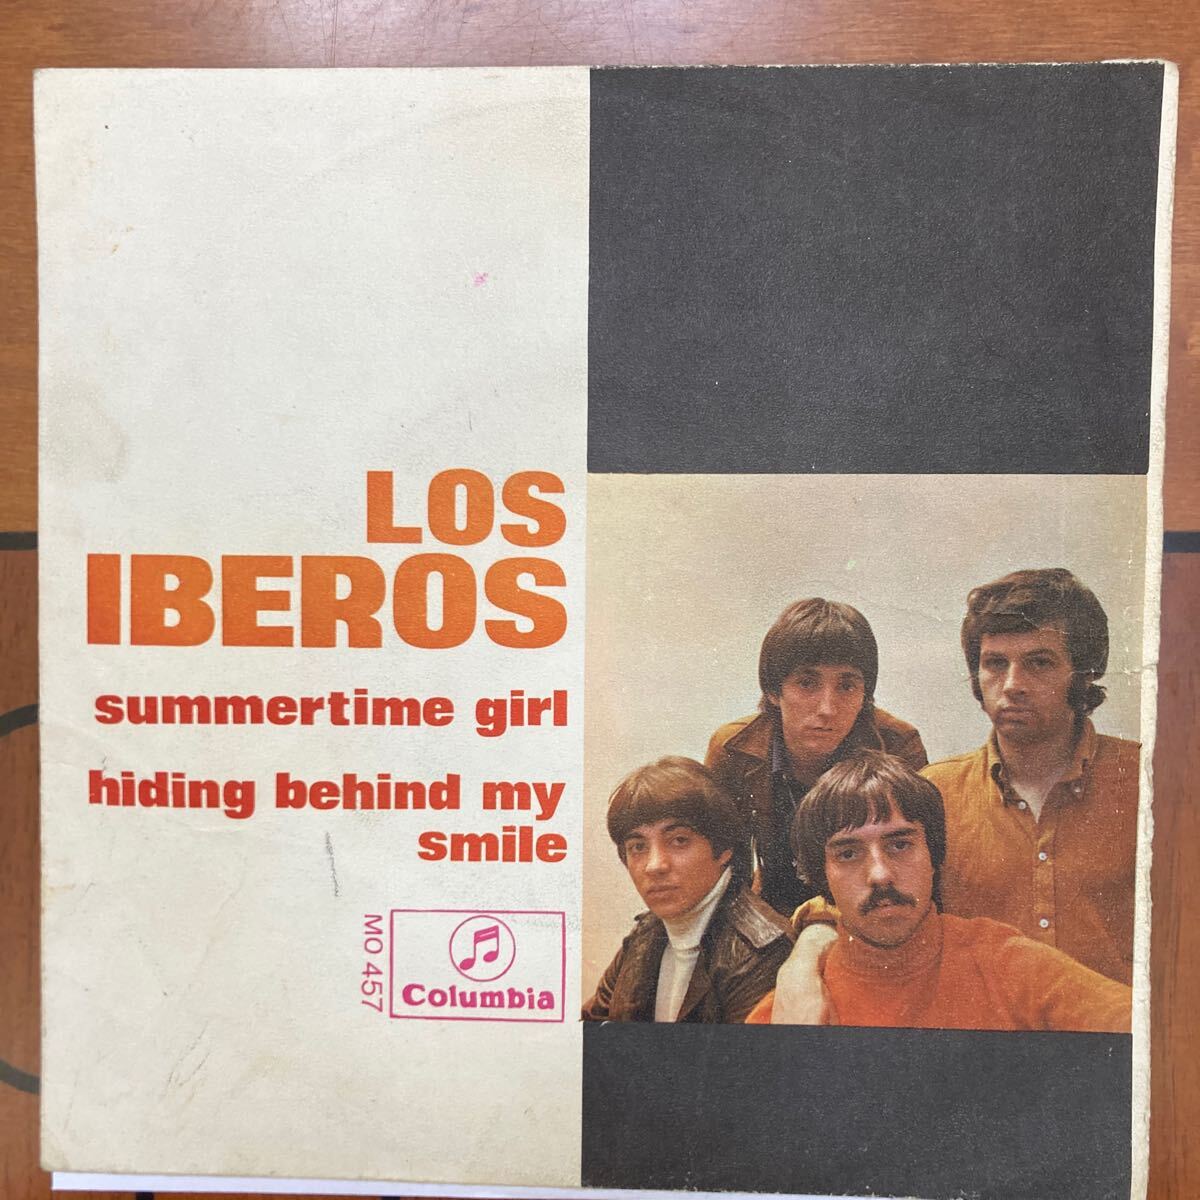 LOS
IBEROS
summertime girl
hiding behind my
smile
MO 457
Columbia